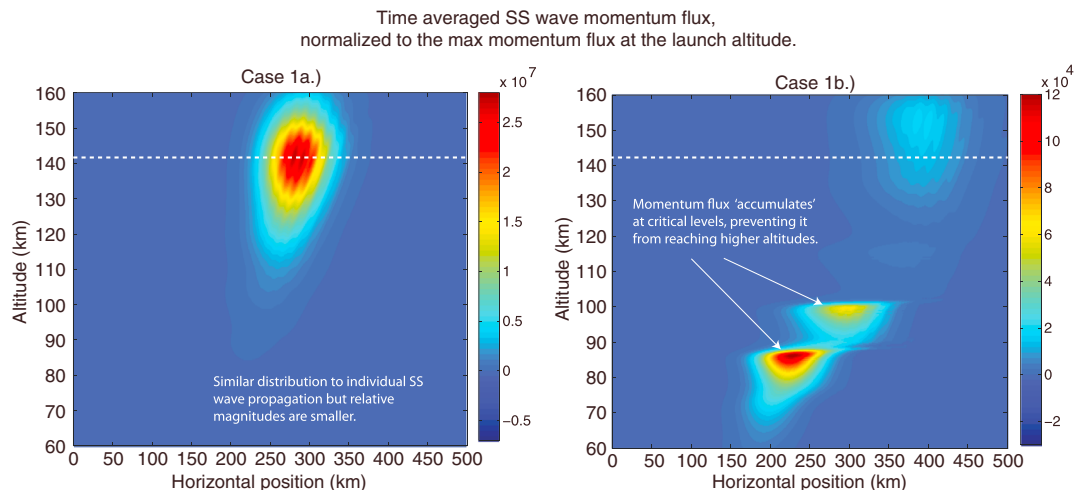 Time averaged SS wave momentum flux,
normalized to the max momentum flux at the launch altitude.
Case 1a.)
x 10^7
160
150
140
130
120
110
100
90
80
70
60
Altitude (km)
0 50 100 150 200 250 300 350 400 450 500
Horizontal position (km)
2.5
2
1.5
1
0.5
0
−0.5
Similar distribution to individual SS
wave propagation but relative
magnitudes are smaller.
Case 1b.)
x 10^4
160
150
140
130
120
110
100
90
80
70
60
Altitude (km)
0 50 100 150 200 250 300 350 400 450 500
Horizontal position (km)
12
10
8
6
4
2
0
−2
Momentum flux ‘accumulates’
at critical levels, preventing it
from reaching higher altitudes.